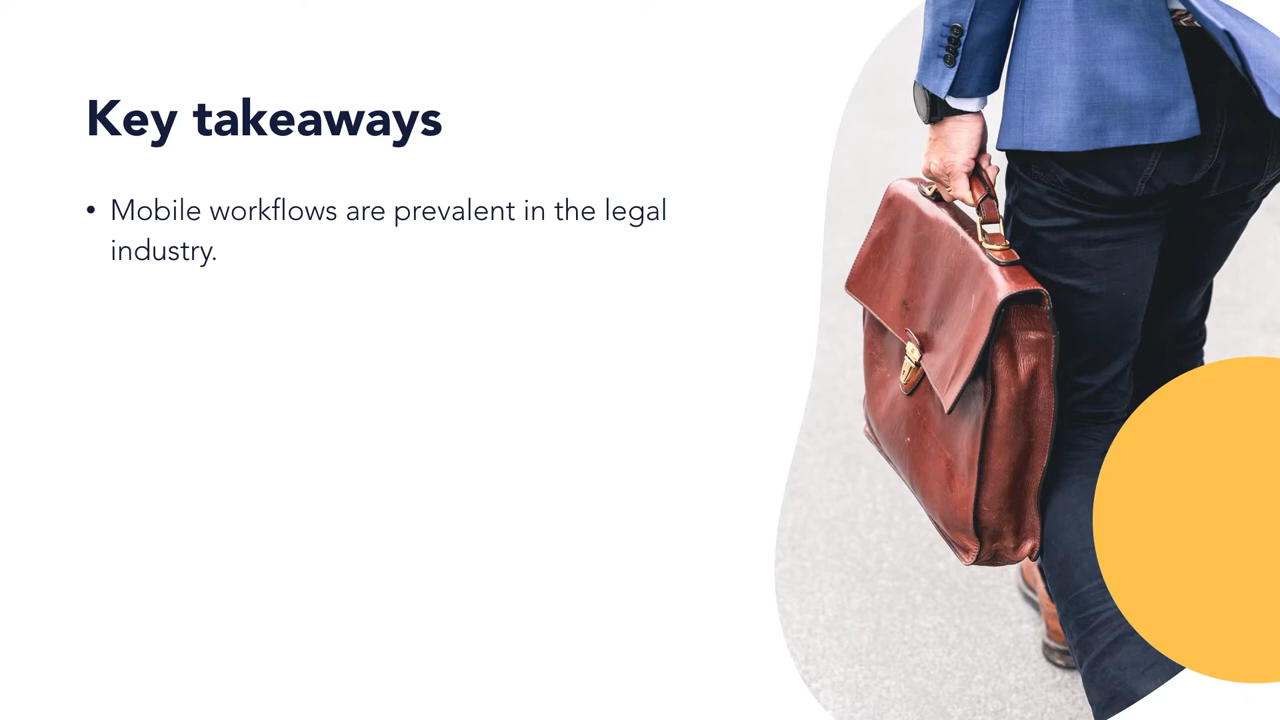 Key takeaways
• Mobile workflows are prevalent in the legal
industry.